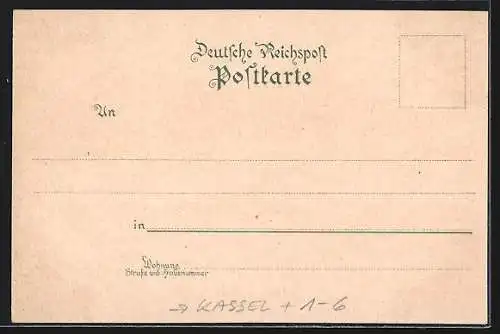 Deutsche Reichspost
Postkarte
An
in
Wohnung
Straße und Hausnummer
→ KASSEL + 1-6